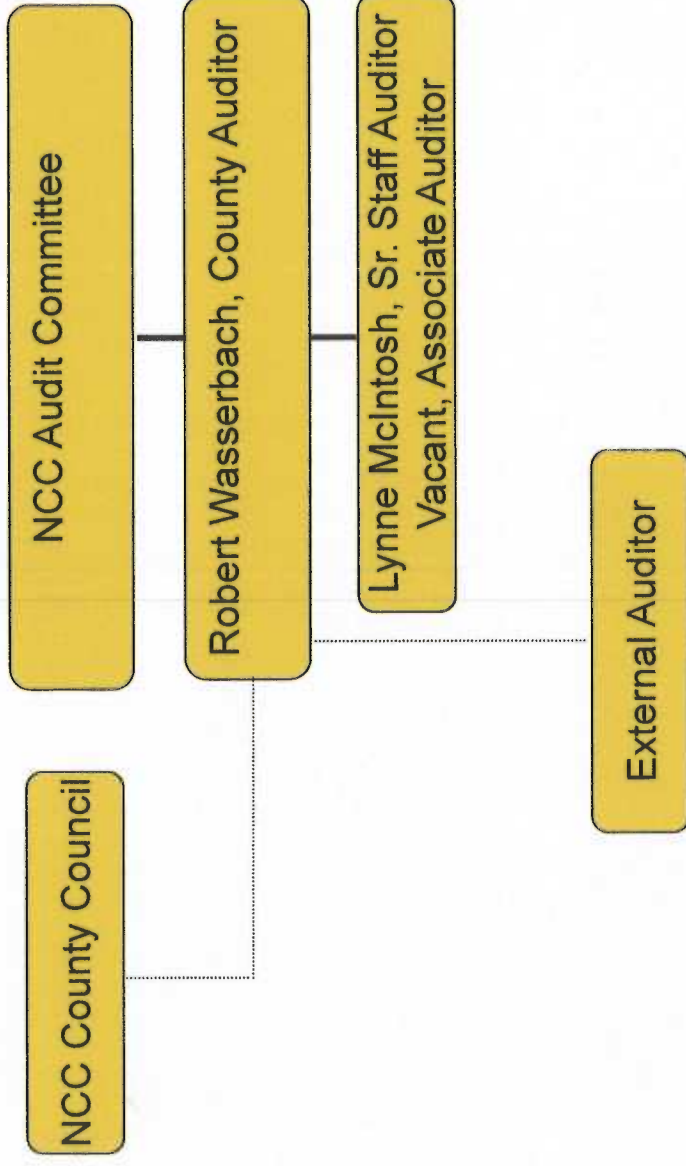 NCC County Council
NCC Audit Committee
Robert Wasserbach, County Auditor
Lynne McIntosh, Sr. Staff Auditor
Vacant, Associate Auditor
External Auditor